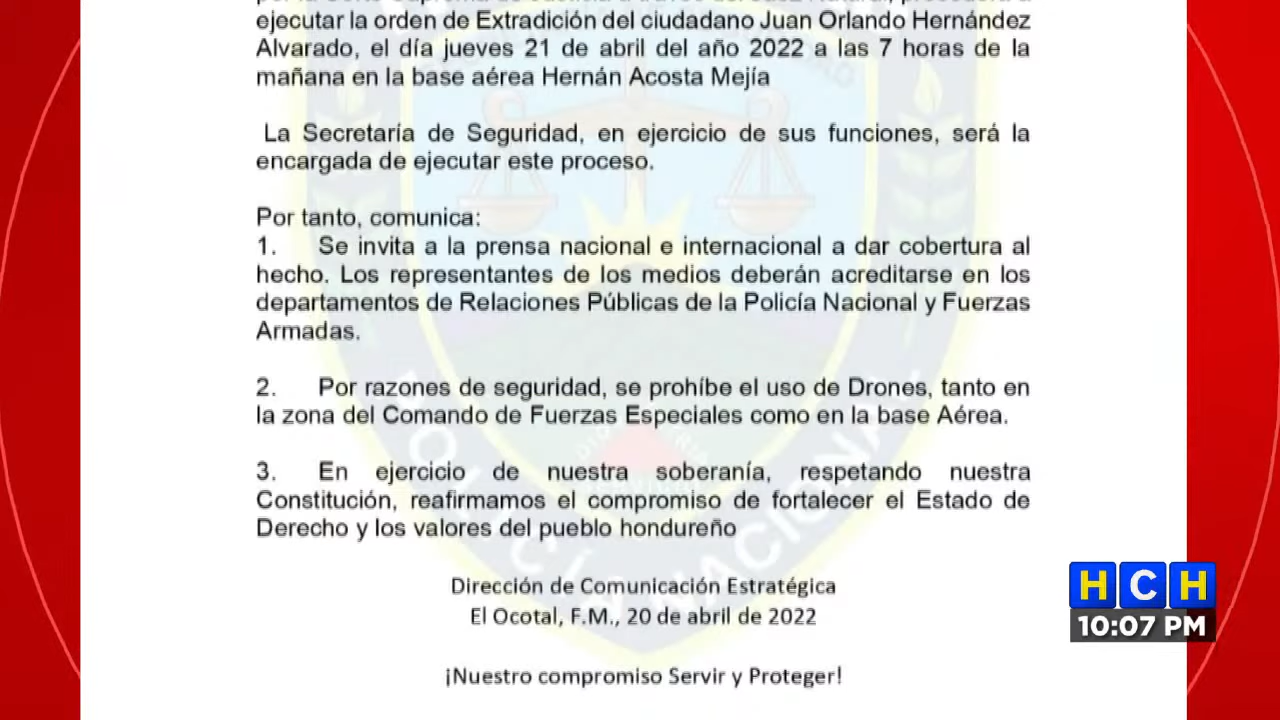 ejecutar la orden de Extradición del ciudadano Juan Orlando Hernández
Alvarado, el día jueves 21 de abril del año 2022 a las 7 horas de la
mañana en la base aérea Hernán Acosta Mejía
La Secretaría de Seguridad, en ejercicio de sus funciones, será la
encargada de ejecutar este proceso.
Por tanto, comunica:
1. Se invita a la prensa nacional e internacional a dar cobertura al
hecho. Los representantes de los medios deberán acreditarse en los
departamentos de Relaciones Públicas de la Policía Nacional y Fuerzas
Armadas.
2. Por razones de seguridad, se prohíbe el uso de Drones, tanto en
la zona del Comando de Fuerzas Especiales como en la base Aérea.
3. En ejercicio de nuestra soberanía, respetando nuestra
Constitución, reafirmamos el compromiso de fortalecer el Estado de
Derecho y los valores del pueblo hondureño
POLICÍA NACIONAL
Dirección de Comunicación Estratégica
El Ocotal, F.M., 20 de abril de 2022
¡Nuestro compromiso Servir y Proteger!
HCH
10:07 PM